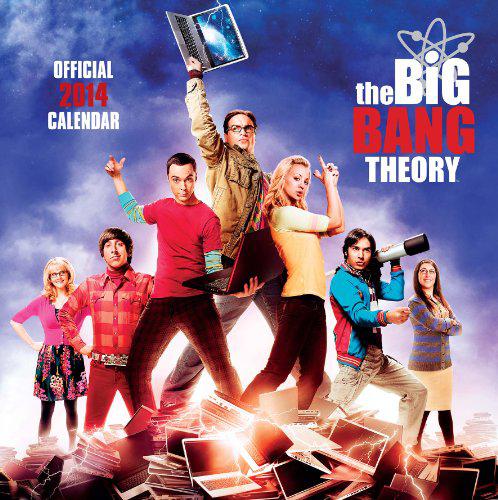 OFFICIAL
2014
CALENDAR
the BIG
BANG
THEORY